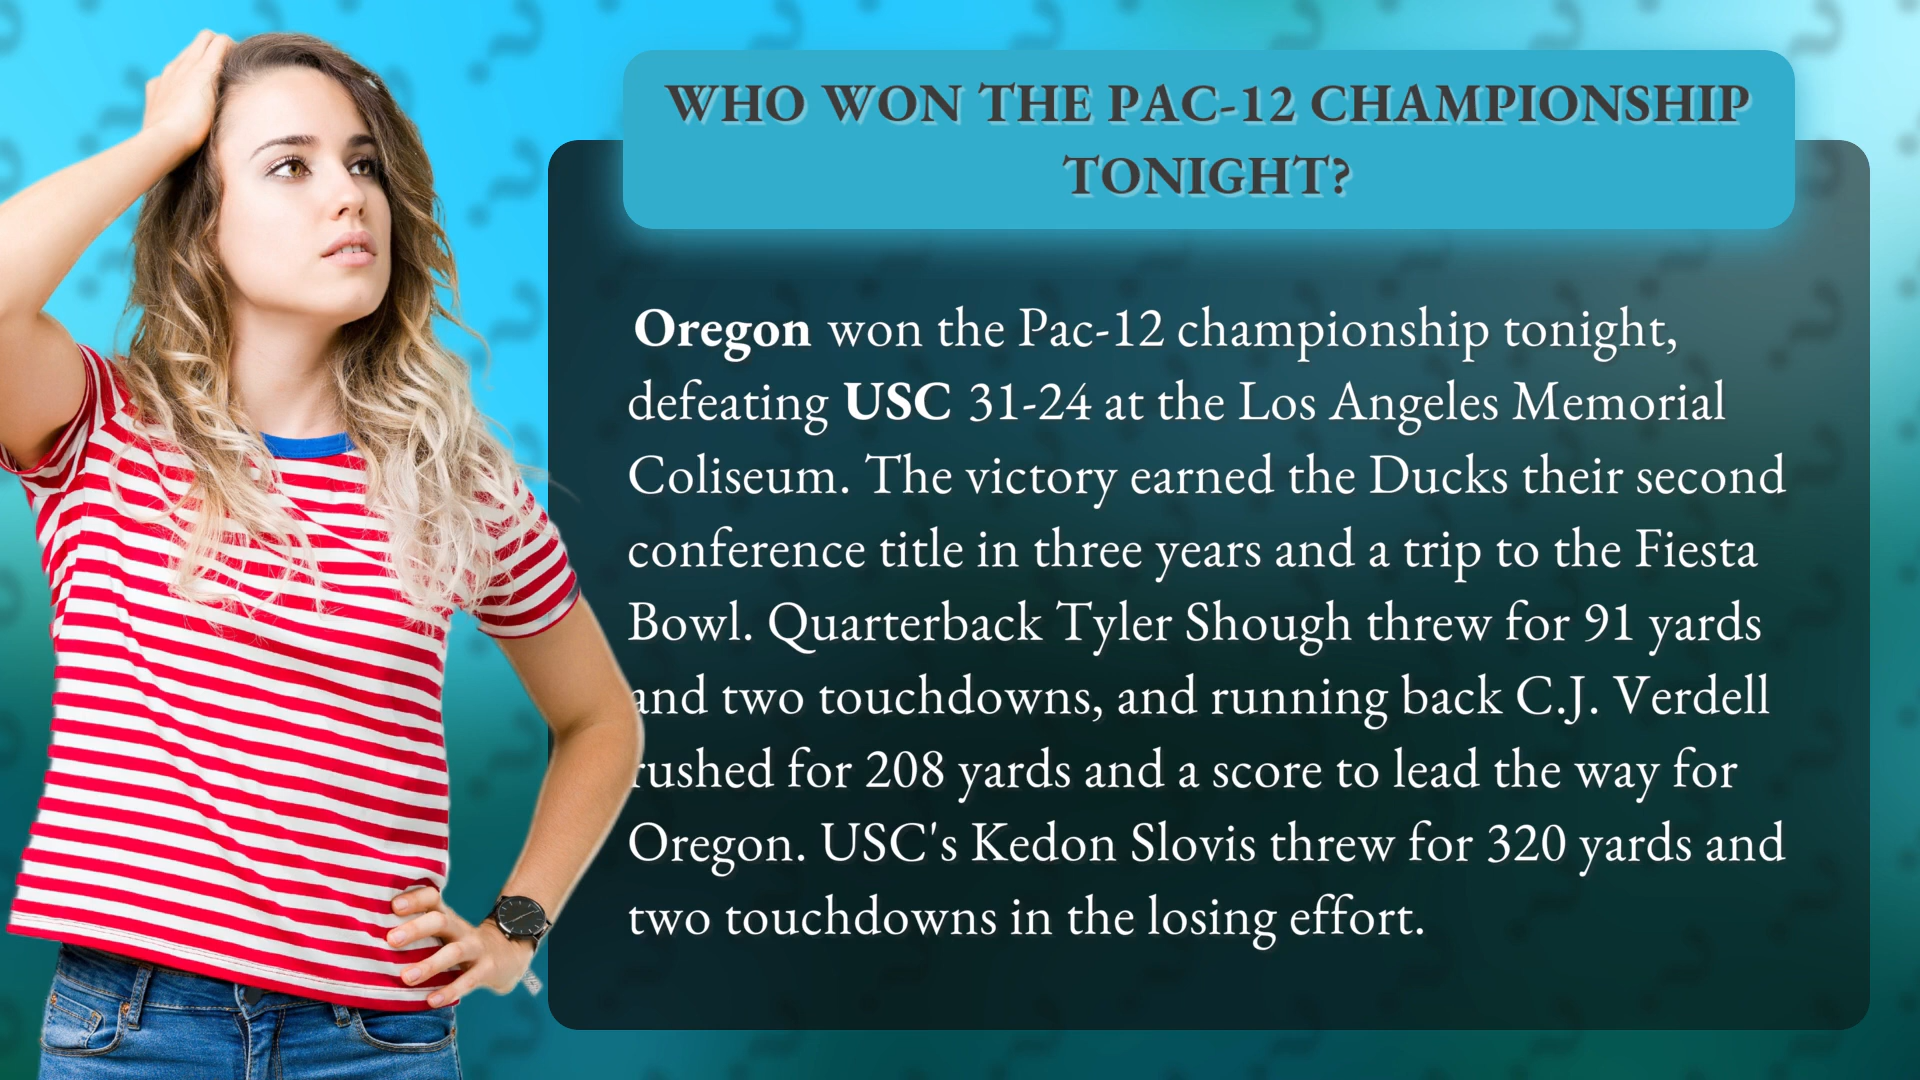 WHO WON THE PAC-12 CHAMPIONSHIP
TONIGHT?
Oregon won the Pac-12 championship tonight,
defeating USC 31-24 at the Los Angeles Memorial
Coliseum. The victory earned the Ducks their second
conference title in three years and a trip to the Fiesta
Bowl. Quarterback Tyler Shough threw for 91 yards
and two touchdowns, and running back C.J. Verdell
rushed for 208 yards and a score to lead the way for
Oregon. USC's Kedon Slovis threw for 320 yards and
two touchdowns in the losing effort.